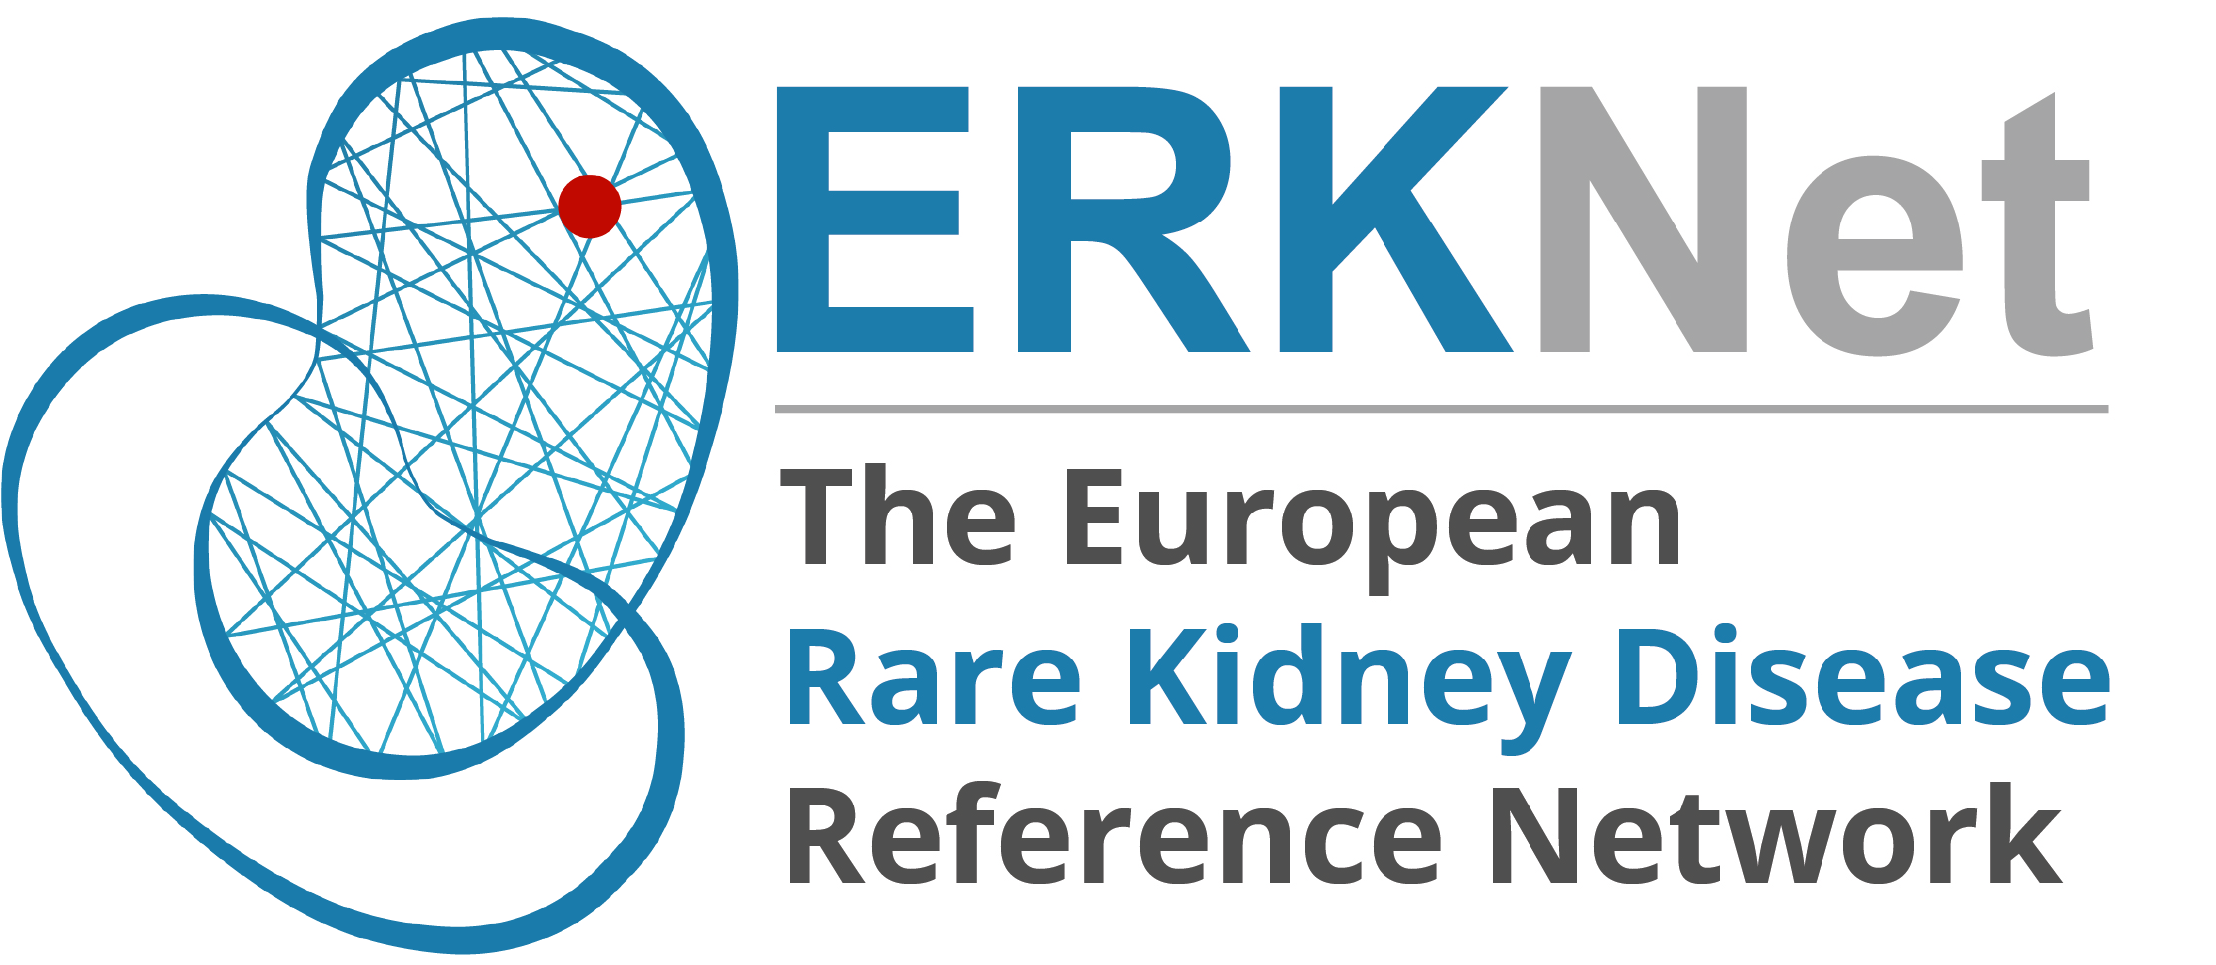 ERKNet
The European
Rare Kidney Disease
Reference Network